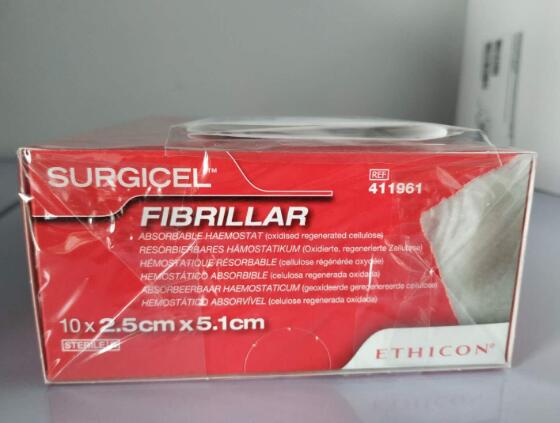 SURGICEL™
REF
411961
FIBRILLAR
ABSORBABLE HAEMOSTAT (oxidised regenerated cellulose)
RESORBIERBARES HÄMOSTATIKUM (Oxidierte, regenerierte Zellulose)
HÉMOSTATIQUE RÉSORBABLE (cellulose régénérée oxydée)
HEMOSTÁTICO ABSORBIBLE (celulosa regenerada oxidada)
ABSORBEERBAAR HAEMOSTATICUM (geoxideerde geregenereerde cellulose)
HEMOSTÁTICO ABSORVÍVEL (celulose regenerada oxidada)
10 x 2.5cm x 5.1cm
STERILE R
ETHICON®